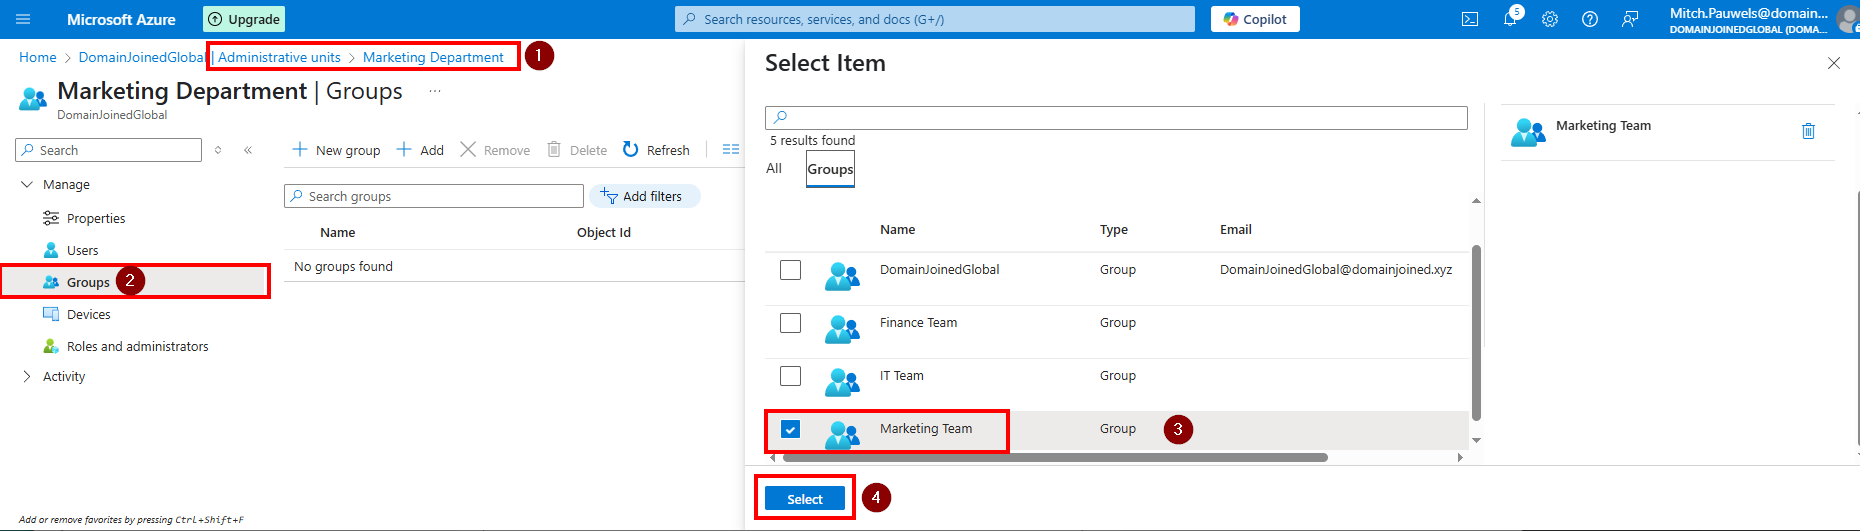 Microsoft Azure
Upgrade
Search resources, services, and docs (G+/)
Copilot
5
Mitch.Pauwels@domain...
DOMAINJOINEDGLOBAL (DOMA...
Home > DomainJoinedGlobal | Administrative units > Marketing Department
1
Marketing Department | Groups ...
DomainJoinedGlobal
Search
Manage
Properties
Users
Groups
2
Devices
Roles and administrators
Activity
Add or remove favorites by pressing Ctrl+Shift+F
New group
Add
Remove
Delete
Refresh
Search groups
Add filters
Name Object Id
No groups found
Select Item
5 results found
All Groups
Name Type Email
DomainJoinedGlobal Group DomainJoinedGlobal@domainjoined.xyz
Finance Team Group
IT Team Group
Marketing Team Group
3
Select
4
Marketing Team